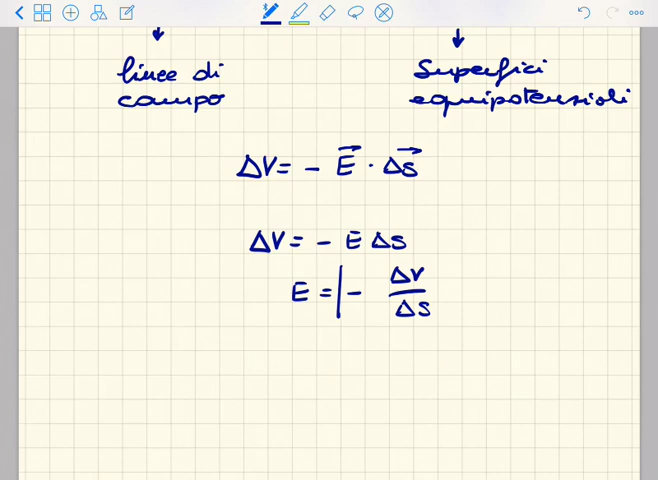 linee di
campo
Superfici
equipotenziali
ΔV = - E⃗ · Δs⃗
ΔV = - E Δs
E = | - ΔV/Δs